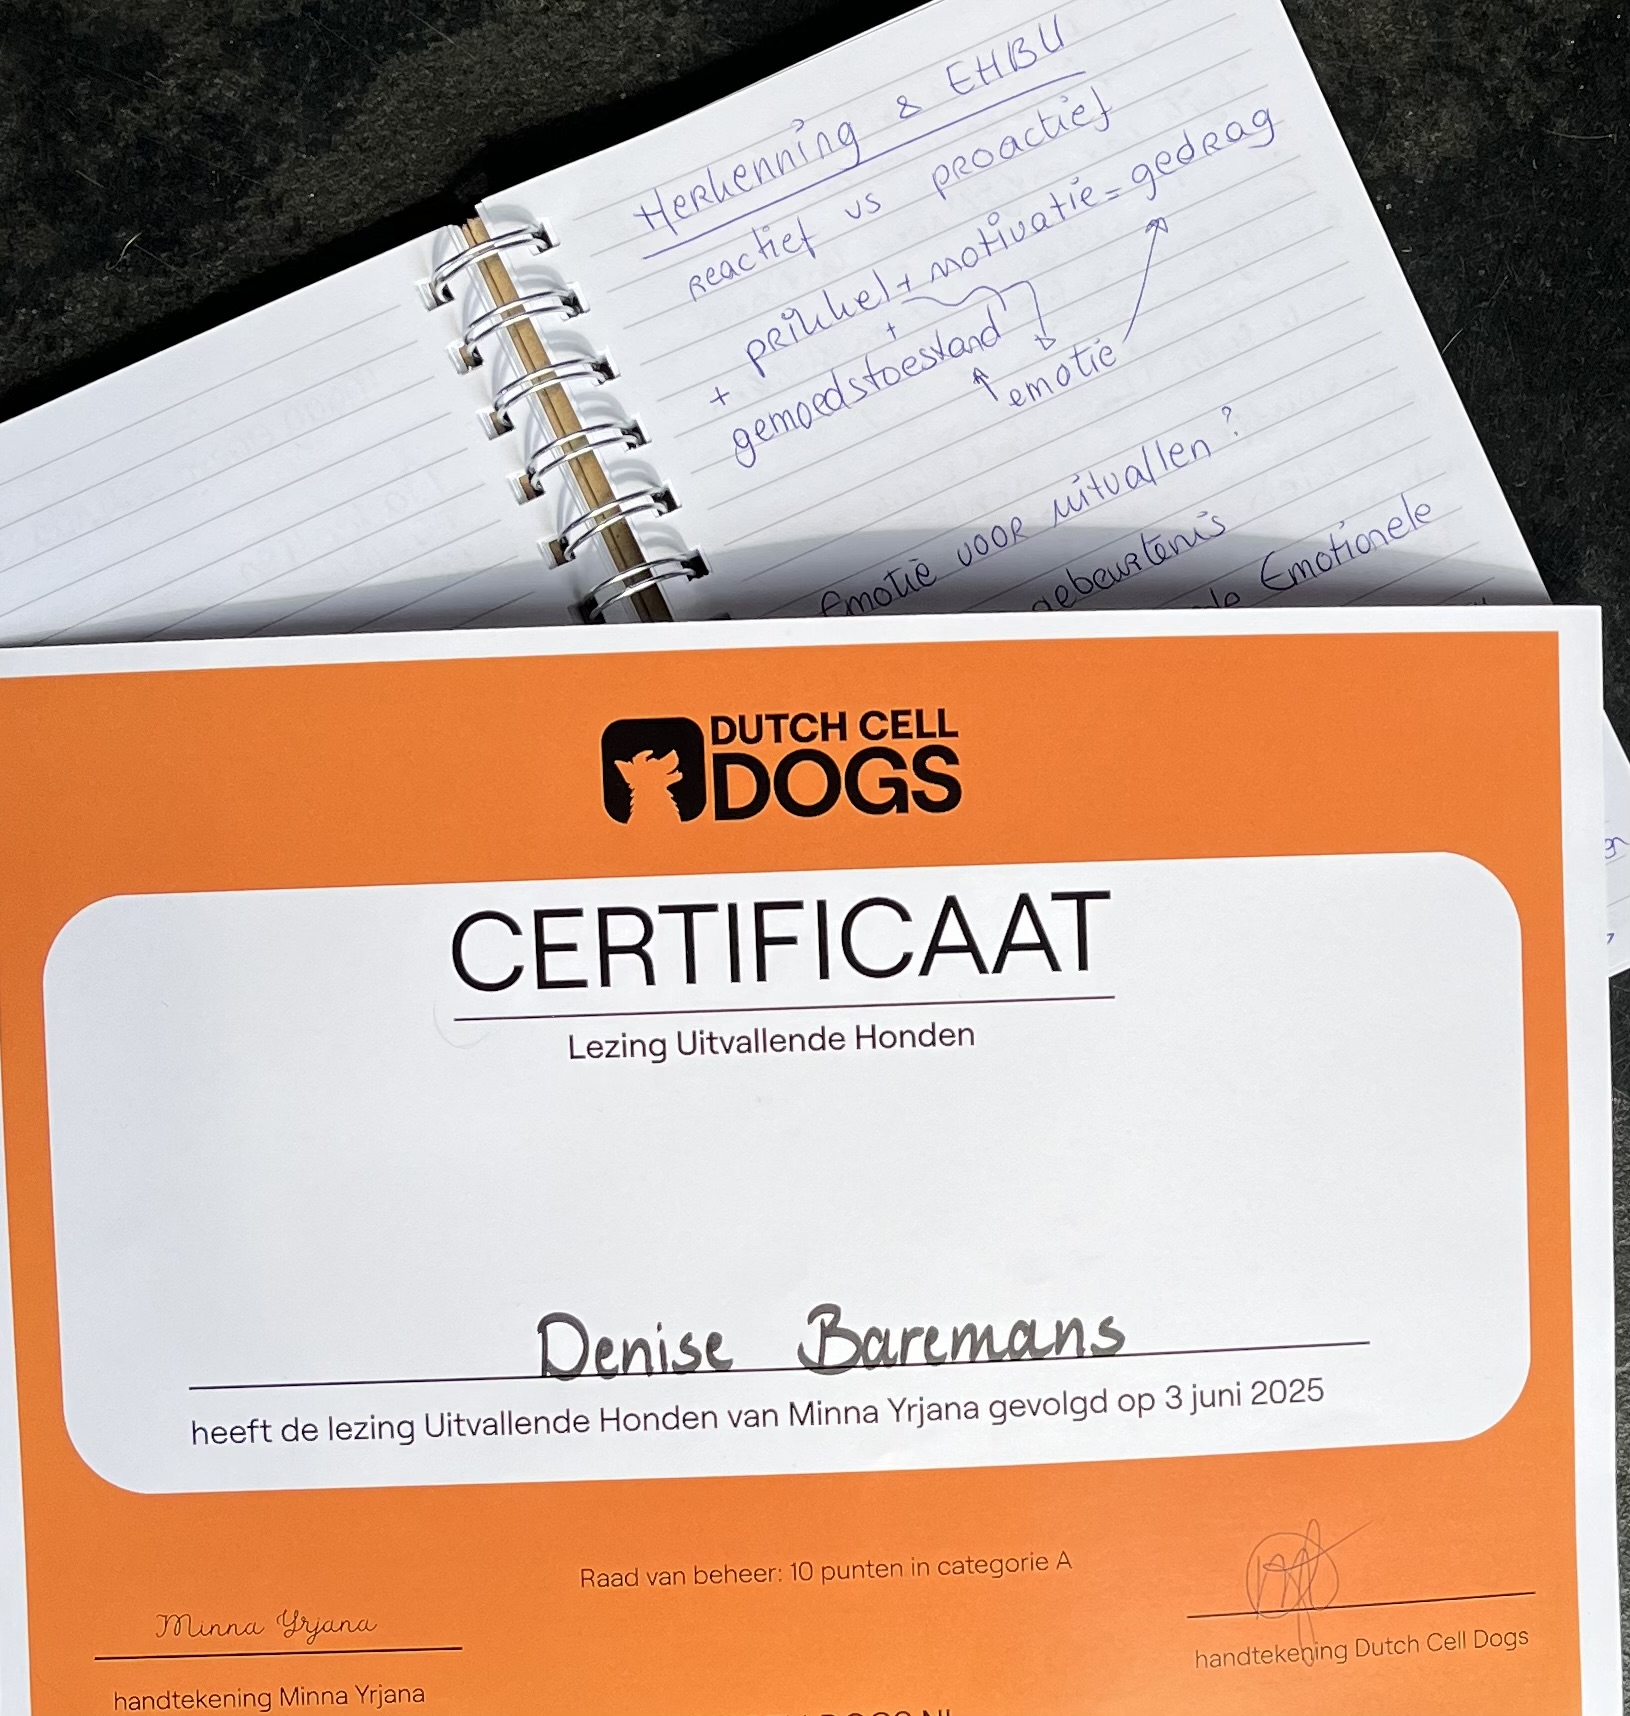 Herkenning & EHBU
reactief vs proactief
+ prikkel + motivatie = gedrag
+
gemoedstoestand
emotie
Emotie voor uitvallen?
gebeurtenis
Emotionele
DUTCH CELL
DOGS
CERTIFICAAT
Lezing Uitvallende Honden
Denise Baremans
heeft de lezing Uitvallende Honden van Minna Yrjana gevolgd op 3 juni 2025
Raad van beheer: 10 punten in categorie A
Minna Yrjana
handtekening Minna Yrjana
handtekening Dutch Cell Dogs